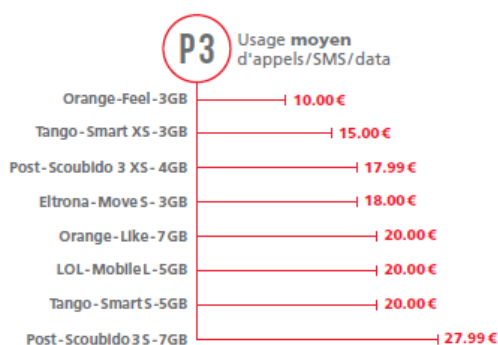 P3
Usage moyen
d'appels/SMS/data
Orange-Feel-3GB 10.00€
Tango-Smart XS-3GB 15.00€
Post-Scoubido 3 XS-4GB 17.99€
Eltrona-Move S-3GB 18.00€
Orange-Like-7GB 20.00€
LOL-Mobile L-5GB 20.00€
Tango-Smart S-5GB 20.00€
Post-Scoubido 3 S-7GB 27.99€